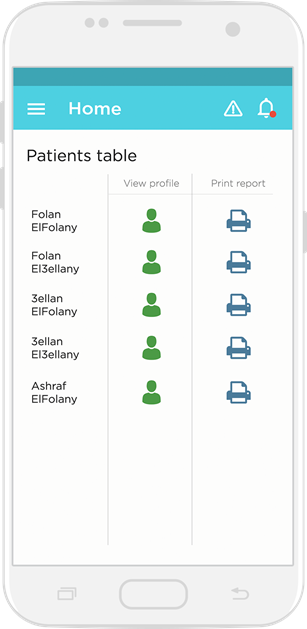 Home
Patients table
View profile
Print report
Folan
ElFolany
Folan
El3ellany
3ellan
ElFolany
3ellan
El3ellany
Ashraf
ElFolany